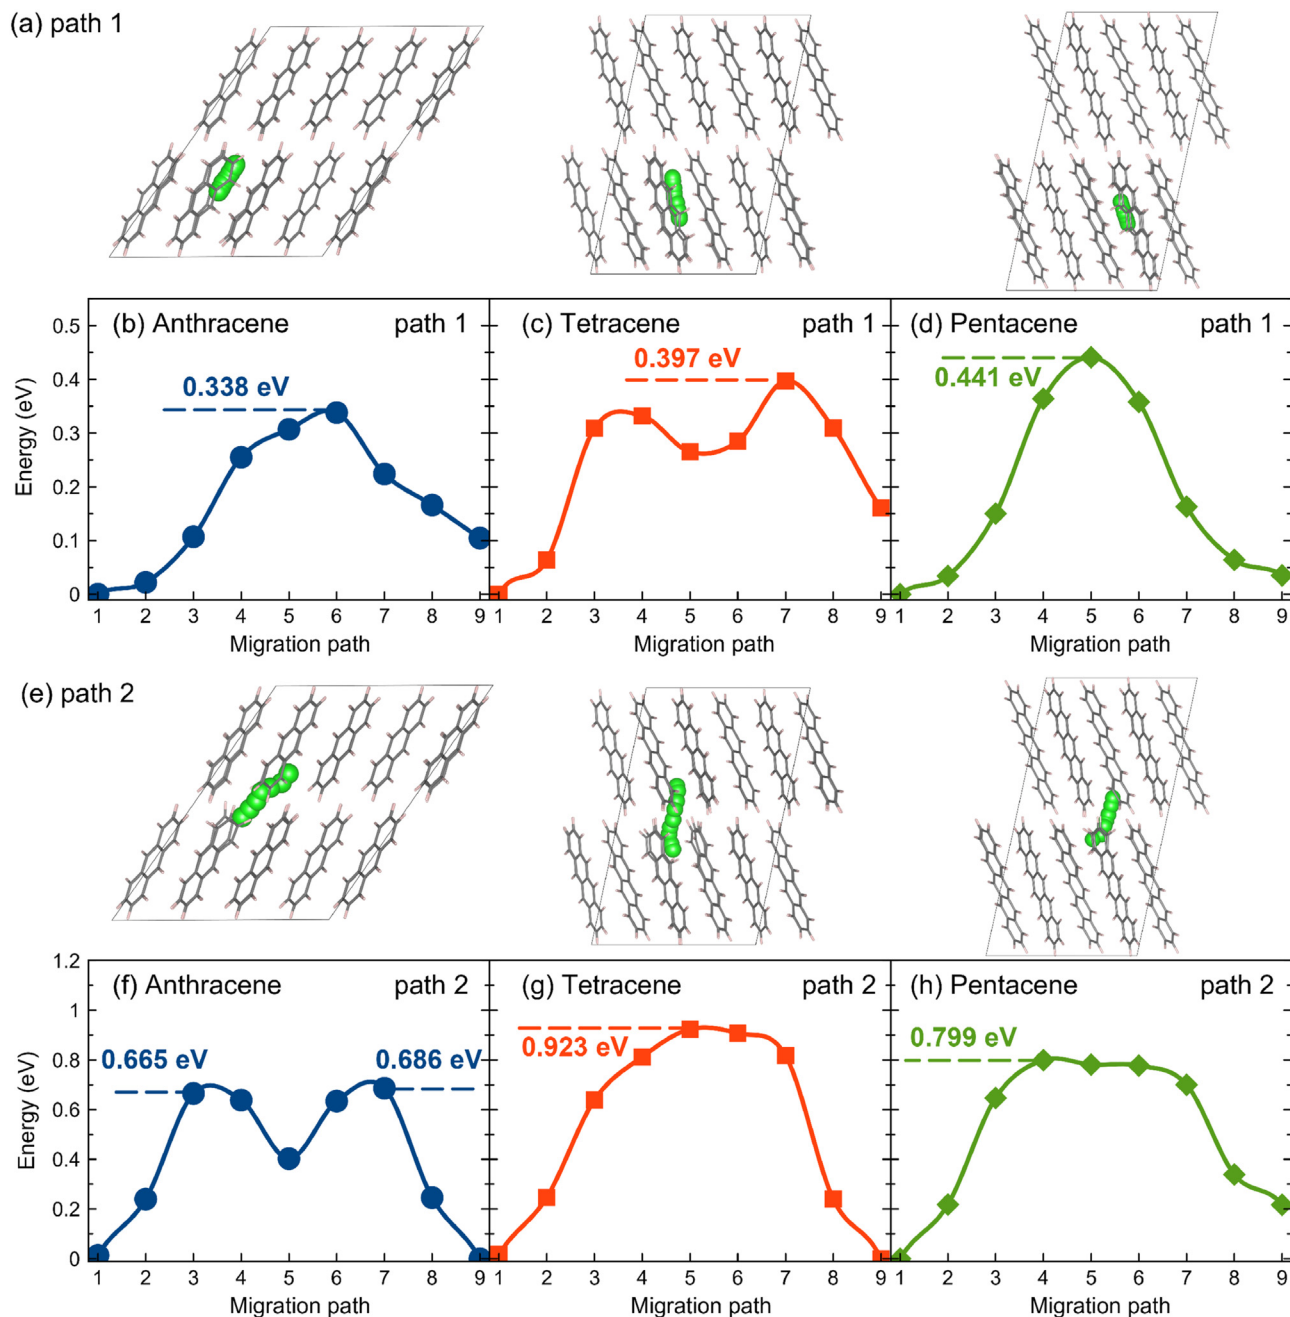 (a) path 1
(b) Anthracene path 1
(c) Tetracene path 1
(d) Pentacene path 1
0.338 eV
0.397 eV
0.441 eV
Energy (eV)
0.5
0.4
0.3
0.2
0.1
0
1 2 3 4 5 6 7 8 9
1 2 3 4 5 6 7 8 9
1 2 3 4 5 6 7 8 9
Migration path
Migration path
Migration path
(e) path 2
(f) Anthracene path 2
(g) Tetracene path 2
(h) Pentacene path 2
0.665 eV
0.686 eV
0.923 eV
0.799 eV
Energy (eV)
1.2
1
0.8
0.6
0.4
0.2
0
1 2 3 4 5 6 7 8 9
1 2 3 4 5 6 7 8 9
1 2 3 4 5 6 7 8 9
Migration path
Migration path
Migration path